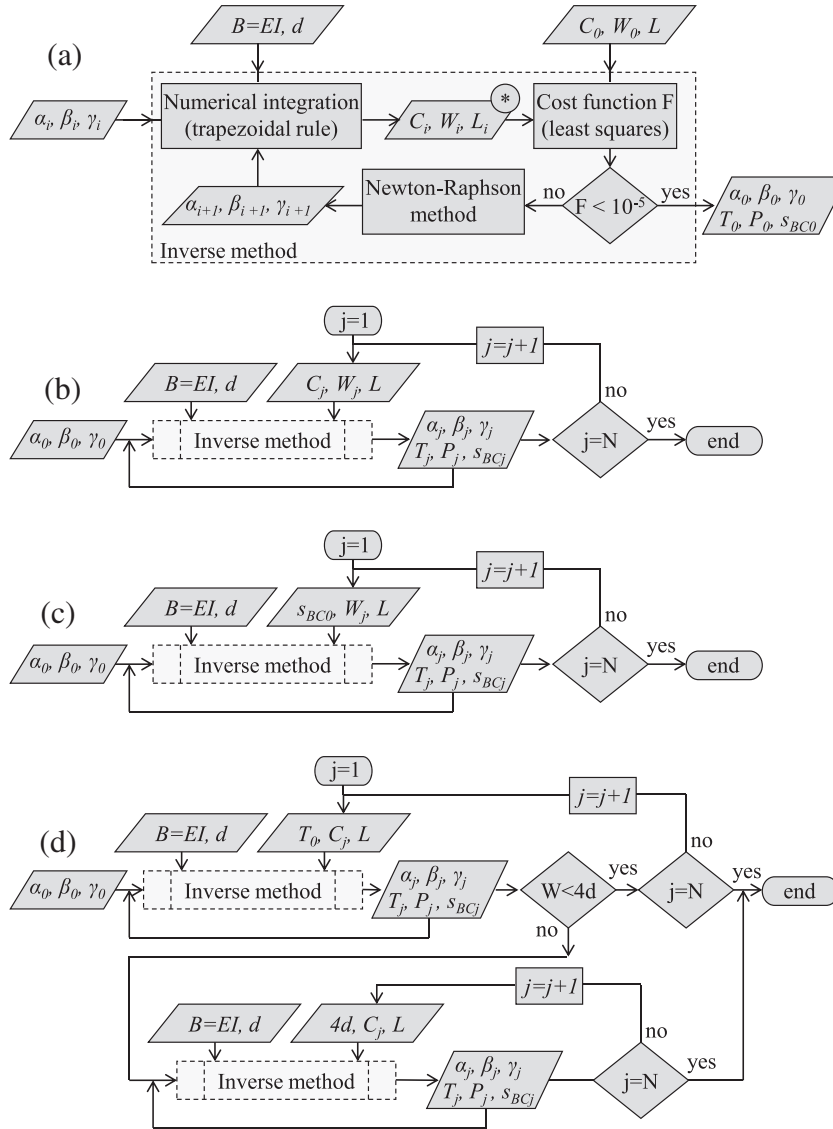 (a)
B=EI, d
C0, W0, L
αi, βi, γi
Numerical integration
(trapezoidal rule)
Ci, Wi, Li
*
Cost function F
(least squares)
αi+1, βi+1, γi+1
Newton-Raphson
method
no
F < 10-5
yes
α0, β0, γ0
T0, P0, sBC0
Inverse method
(b)
j=1
j=j+1
B=EI, d
Cj, Wj, L
no
α0, β0, γ0
Inverse method
αj, βj, γj
Tj, Pj, sBCj
j=N
yes
end
(c)
j=1
j=j+1
B=EI, d
sBC0, Wj, L
no
α0, β0, γ0
Inverse method
αj, βj, γj
Tj, Pj, sBCj
j=N
yes
end
(d)
j=1
j=j+1
B=EI, d
T0, Cj, L
no
α0, β0, γ0
Inverse method
αj, βj, γj
Tj, Pj, sBCj
W<4d
yes
j=N
yes
end
no
j=j+1
B=EI, d
4d, Cj, L
no
Inverse method
αj, βj, γj
Tj, Pj, sBCj
j=N
yes